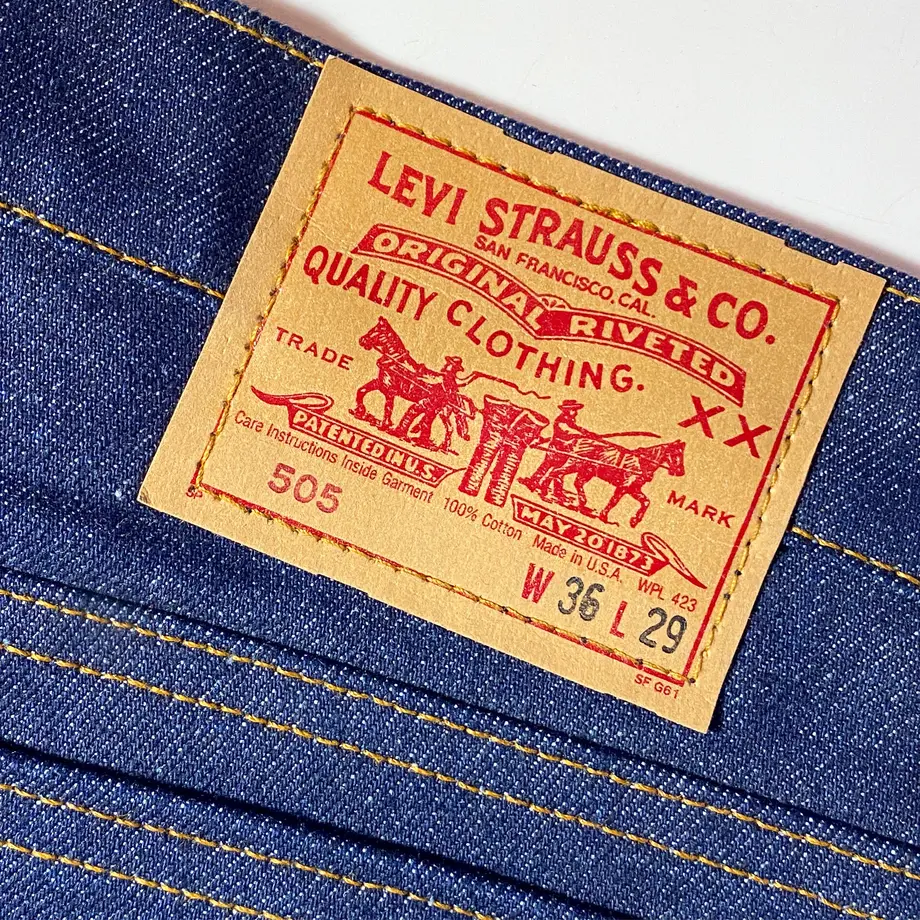 LEVI STRAUSS & CO.
SAN FRANCISCO, CAL.
ORIGINAL RIVETED
QUALITY CLOTHING.
XX
TRADE MARK
PATENTED IN U.S. MAY 20 1873
Care Instructions Inside Garment 100% Cotton Made in U.S.A. WPL 423
505
W 36 L 29
SF G61